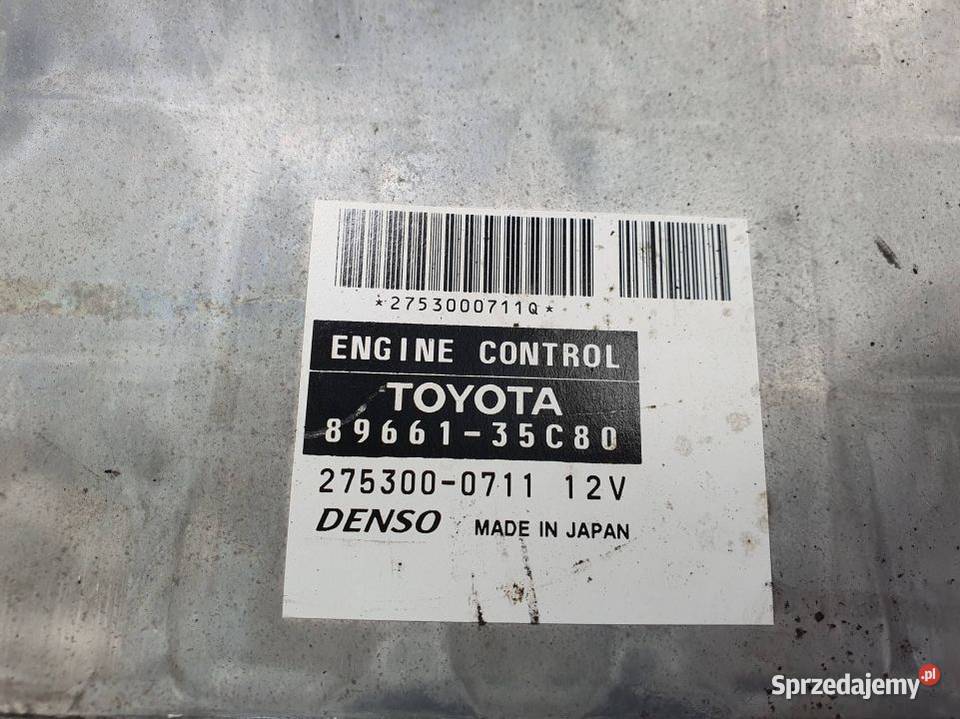 *2753000711Q*
ENGINE CONTROL
TOYOTA
89661-35C80
275300-0711 12V
DENSO MADE IN JAPAN
Sprzedajemy.pl